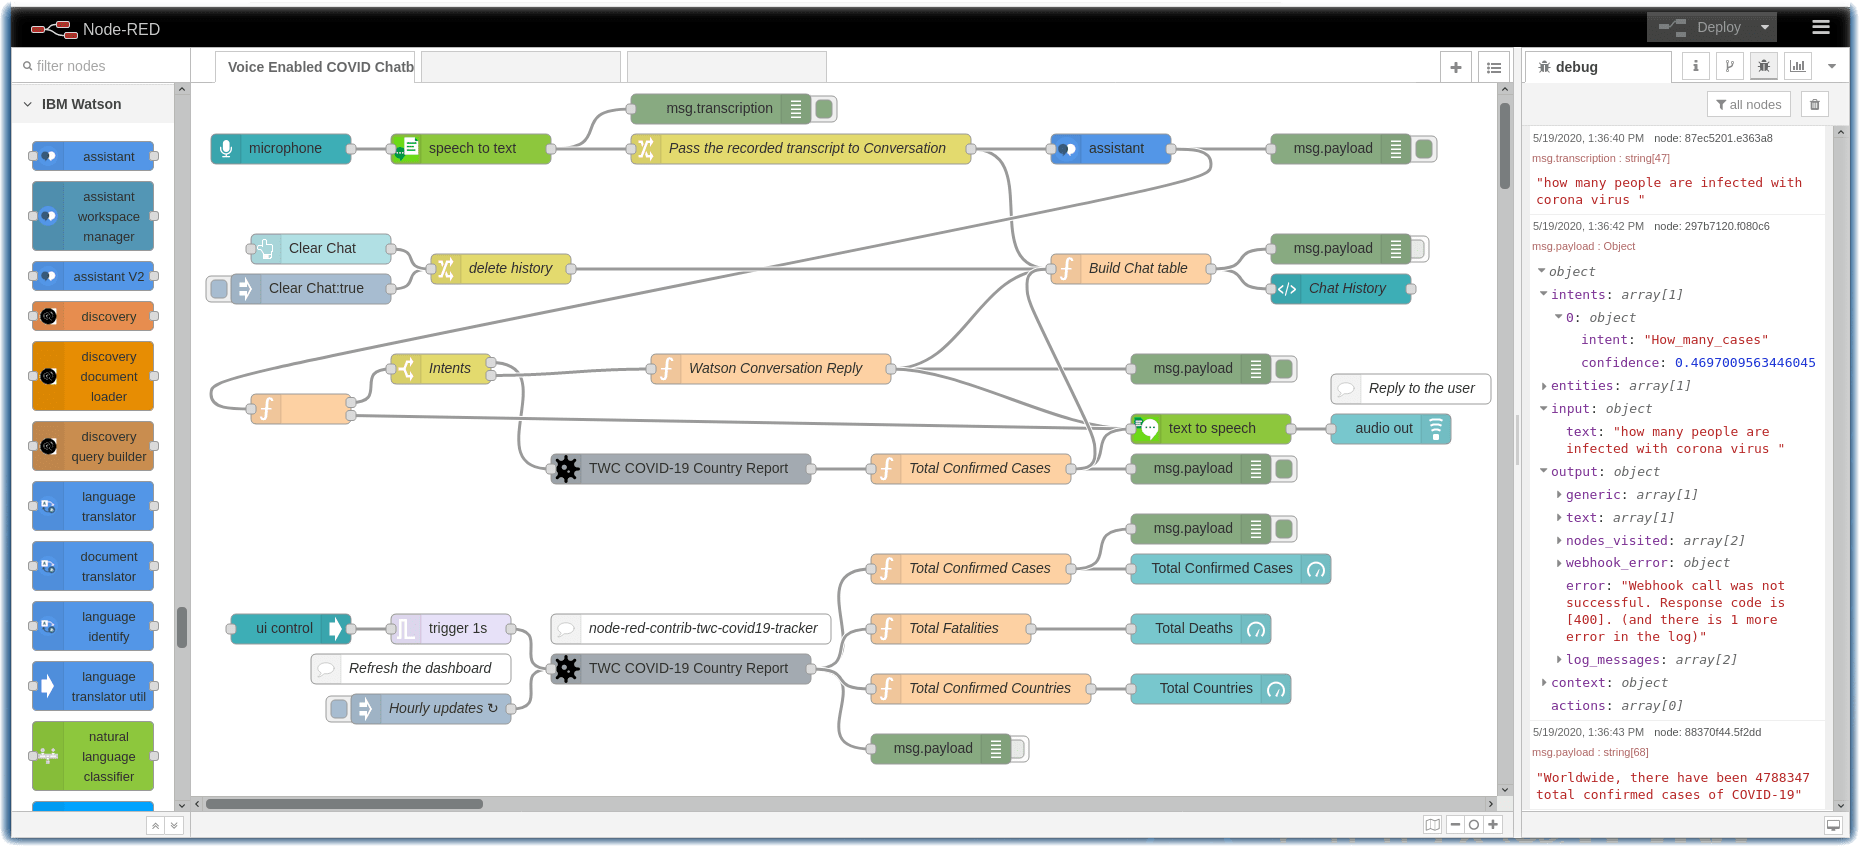 Node-RED
Deploy
filter nodes
Voice Enabled COVID Chatb
debug
all nodes
IBM Watson
assistant
assistant
workspace
manager
assistant V2
discovery
discovery
document
loader
discovery
query builder
language
translator
document
translator
language
identify
language
translator util
natural
language
classifier
msg.transcription
microphone
speech to text
Pass the recorded transcript to Conversation
assistant
msg.payload
Clear Chat
delete history
Clear Chat:true
Build Chat table
msg.payload
Chat History
Intents
Watson Conversation Reply
msg.payload
Reply to the user
text to speech
audio out
TWC COVID-19 Country Report
Total Confirmed Cases
msg.payload
msg.payload
Total Confirmed Cases
Total Confirmed Cases
ui control
trigger 1s
node-red-contrib-twc-covid19-tracker
Total Fatalities
Total Deaths
Refresh the dashboard
TWC COVID-19 Country Report
Total Confirmed Countries
Total Countries
Hourly updates ↻
msg.payload
5/19/2020, 1:36:40 PM node: 87ec5201.e363a8
msg.transcription : string[47]
"how many people are infected with
corona virus "
5/19/2020, 1:36:42 PM node: 297b7120.f080c6
msg.payload : Object
object
intents: array[1]
0: object
intent: "How_many_cases"
confidence: 0.4697009563446045
entities: array[1]
input: object
text: "how many people are
infected with corona virus "
output: object
generic: array[1]
text: array[1]
nodes_visited: array[2]
webhook_error: object
error: "Webhook call was not
successful. Response code is
[400]. (and there is 1 more
error in the log)"
log_messages: array[2]
context: object
actions: array[0]
5/19/2020, 1:36:43 PM node: 88370f44.5f2dd
msg.payload : string[68]
"Worldwide, there have been 4788347
total confirmed cases of COVID-19"